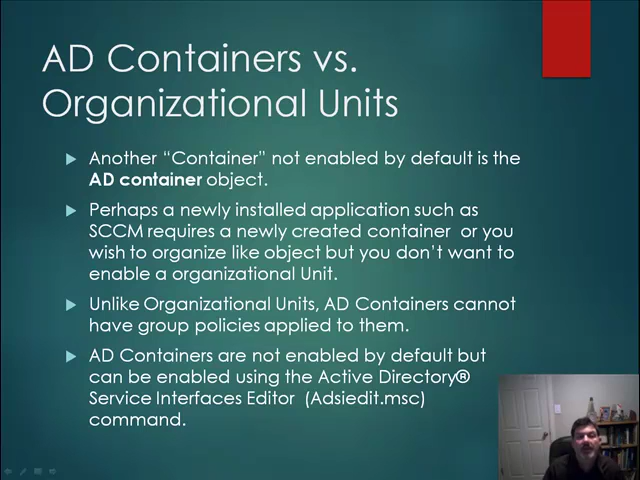 AD Containers vs.
Organizational Units
Another “Container” not enabled by default is the
AD container object.
Perhaps a newly installed application such as
SCCM requires a newly created container or you
wish to organize like object but you don’t want to
enable a organizational Unit.
Unlike Organizational Units, AD Containers cannot
have group policies applied to them.
AD Containers are not enabled by default but
can be enabled using the Active Directory®
Service Interfaces Editor (Adsiedit.msc)
command.